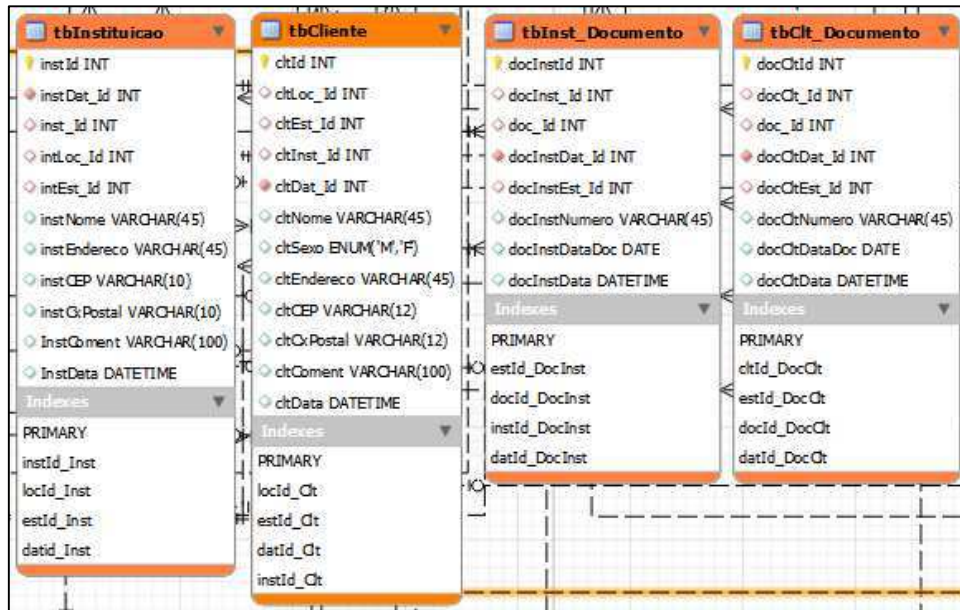 tbInstituicao
instId INT
instDat_Id INT
inst_Id INT
intLoc_Id INT
intEst_Id INT
instNome VARCHAR(45)
instEndereco VARCHAR(45)
instCEP VARCHAR(10)
instCxPostal VARCHAR(10)
InstComent VARCHAR(100)
InstData DATETIME
Indexes
PRIMARY
instId_Inst
locId_Inst
estId_Inst
datid_Inst
tbCliente
cltId INT
cltLoc_Id INT
cltEst_Id INT
cltInst_Id INT
cltDat_Id INT
cltNome VARCHAR(45)
cltSexo ENUM('M','F')
cltEndereco VARCHAR(45)
cltCEP VARCHAR(12)
cltCxPostal VARCHAR(12)
cltComent VARCHAR(100)
cltData DATETIME
Indexes
PRIMARY
locId_Clt
estId_Clt
datId_Clt
instId_Clt
tbInst_Documento
docInstId INT
docInst_Id INT
doc_Id INT
docInstDat_Id INT
docInstEst_Id INT
docInstNumero VARCHAR(45)
docInstDataDoc DATE
docInstData DATETIME
Indexes
PRIMARY
estId_DocInst
docId_DocInst
instId_DocInst
datId_DocInst
tbClt_Documento
docCltId INT
docClt_Id INT
doc_Id INT
docCltDat_Id INT
docCltEst_Id INT
docCltNumero VARCHAR(45)
docCltDataDoc DATE
docCltData DATETIME
Indexes
PRIMARY
cltId_DocClt
estId_DocClt
docId_DocClt
datId_DocClt